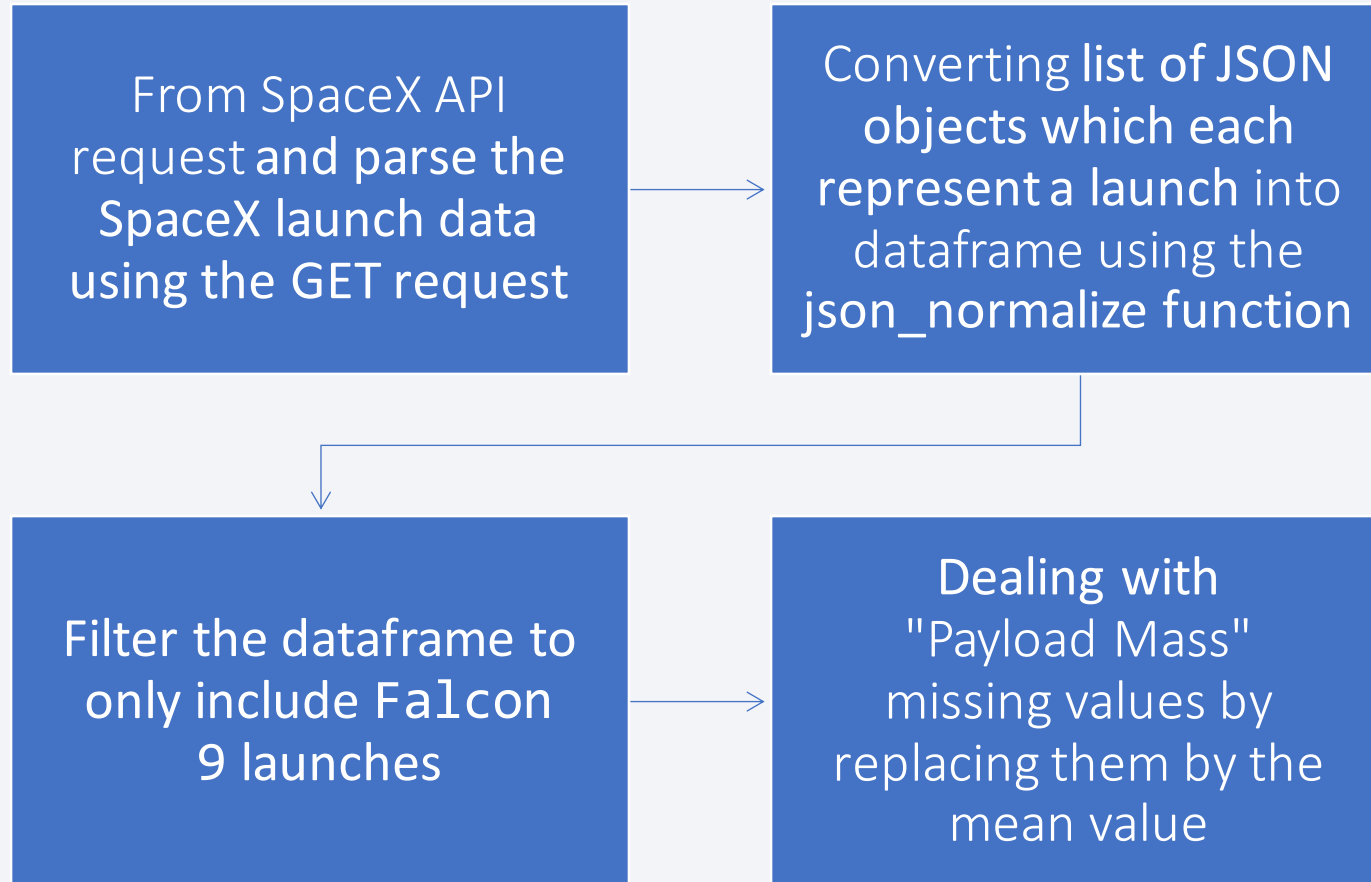 From SpaceX API
request and parse the
SpaceX launch data
using the GET request
Converting list of JSON
objects which each
represent a launch into
dataframe using the
json_normalize function
Filter the dataframe to
only include Falcon
9 launches
Dealing with
"Payload Mass"
missing values by
replacing them by the
mean value